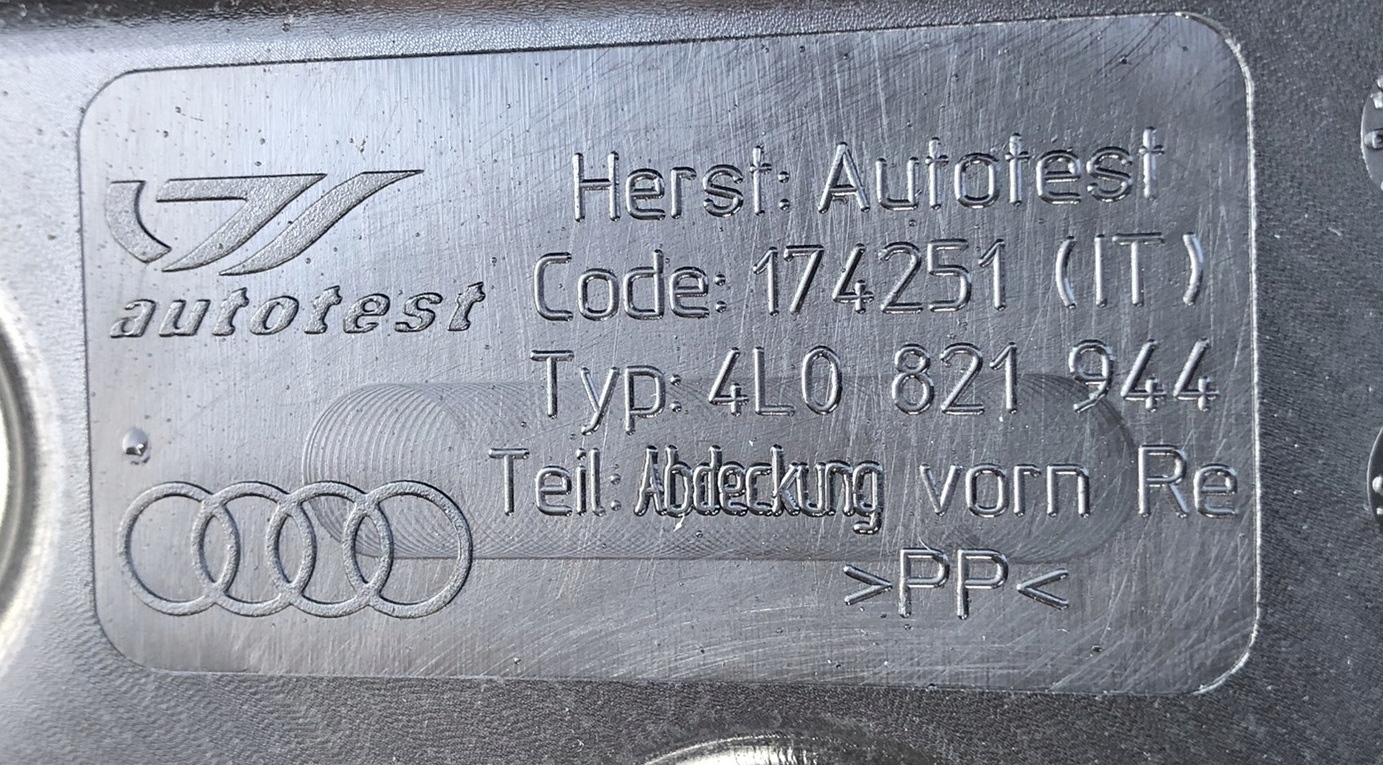 autotest
Herst: Autotest
Code: 174251 (IT)
Typ: 4L0 821 944
Teil: Abdeckung vorn Re
>PP<